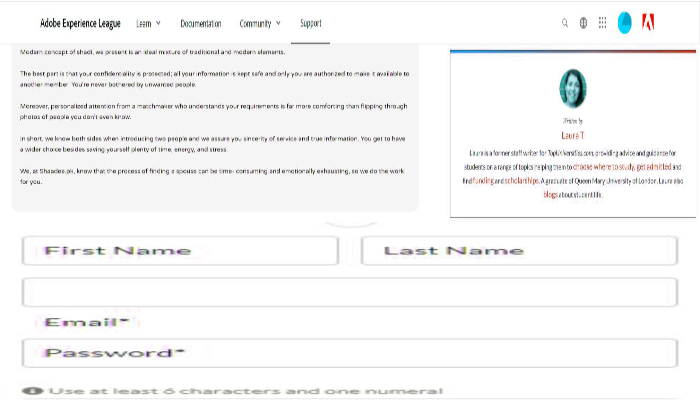 Adobe Experience League Learn Documentation Community Support
Modern concept of shadi, we present is an ideal mixture of traditional and modern elements.
The best part is that your confidentiality is protected; all your information is kept safe and only you are authorized to make it available to
another member. You're never bothered by unwanted people.
Moreover, personalized attention from a matchmaker who understands your requirements is far more comforting than flipping through
photos of people you don't even know.
In short, we know both sides when introducing two people and we assure you sincerity of service and true information. You get to have
a wider choice besides saving yourself plenty of time, energy, and stress.
We, at Shaadee.pk, know that the process of finding a spouse can be time- consuming and emotionally exhausting, so we do the work
for you.
Written by
Laura T
Laura is a former staff writer for TopUniversities.com, providing advice and guidance for
students on a range of topics helping them to choose where to study, get admitted and
find funding and scholarships. A graduate of Queen Mary University of London, Laura also
blogs about student life.
First Name Last Name
Email*
Password*
Use at least 6 characters and one numeral